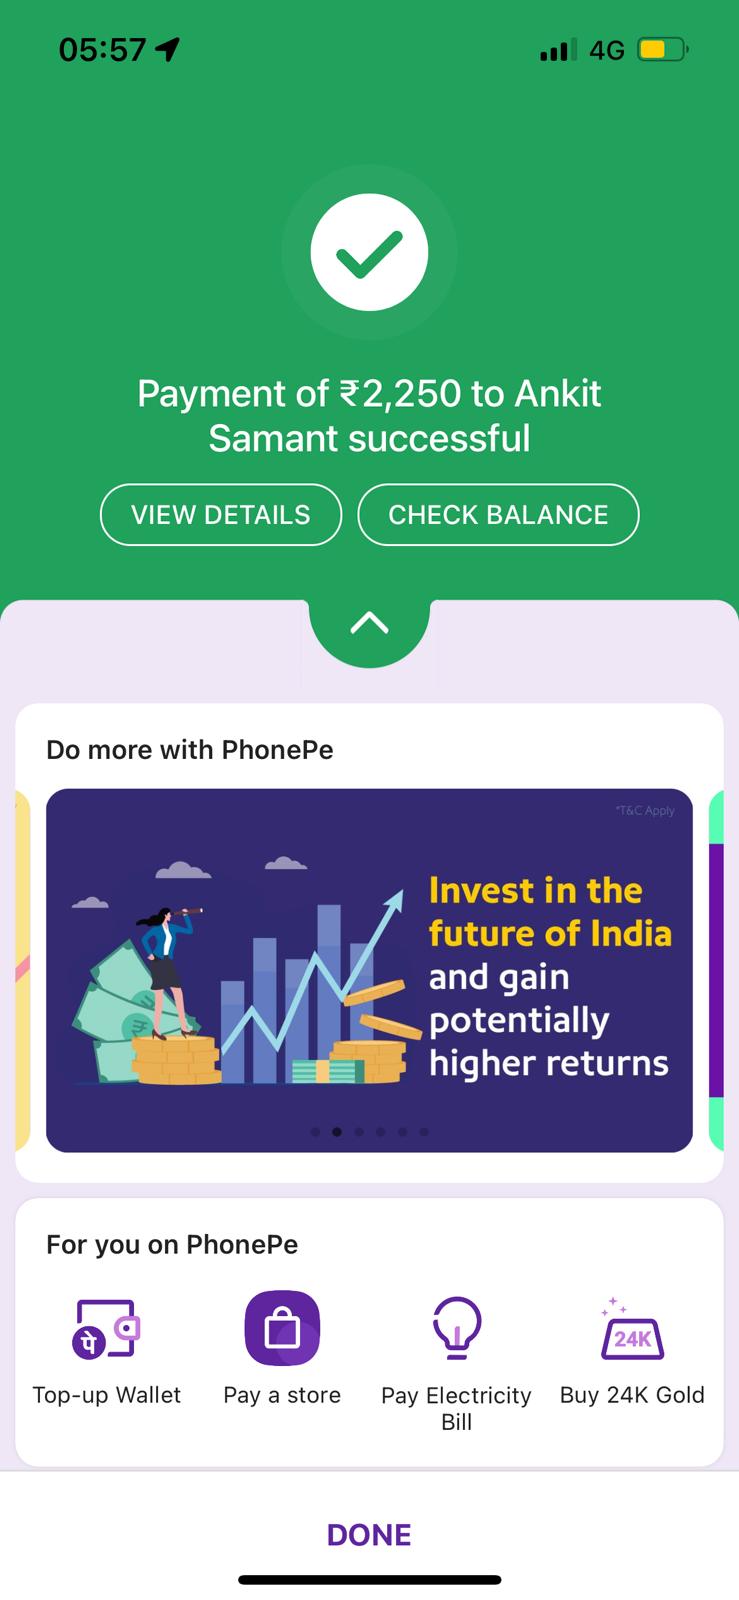 05:57
4G
Payment of ₹2,250 to Ankit
Samant successful
VIEW DETAILS
CHECK BALANCE
Do more with PhonePe
*T&C Apply
Invest in the
future of India
and gain
potentially
higher returns
₹
₹
For you on PhonePe
पे
24K
Top-up Wallet
Pay a store
Pay Electricity
Bill
Buy 24K Gold
DONE